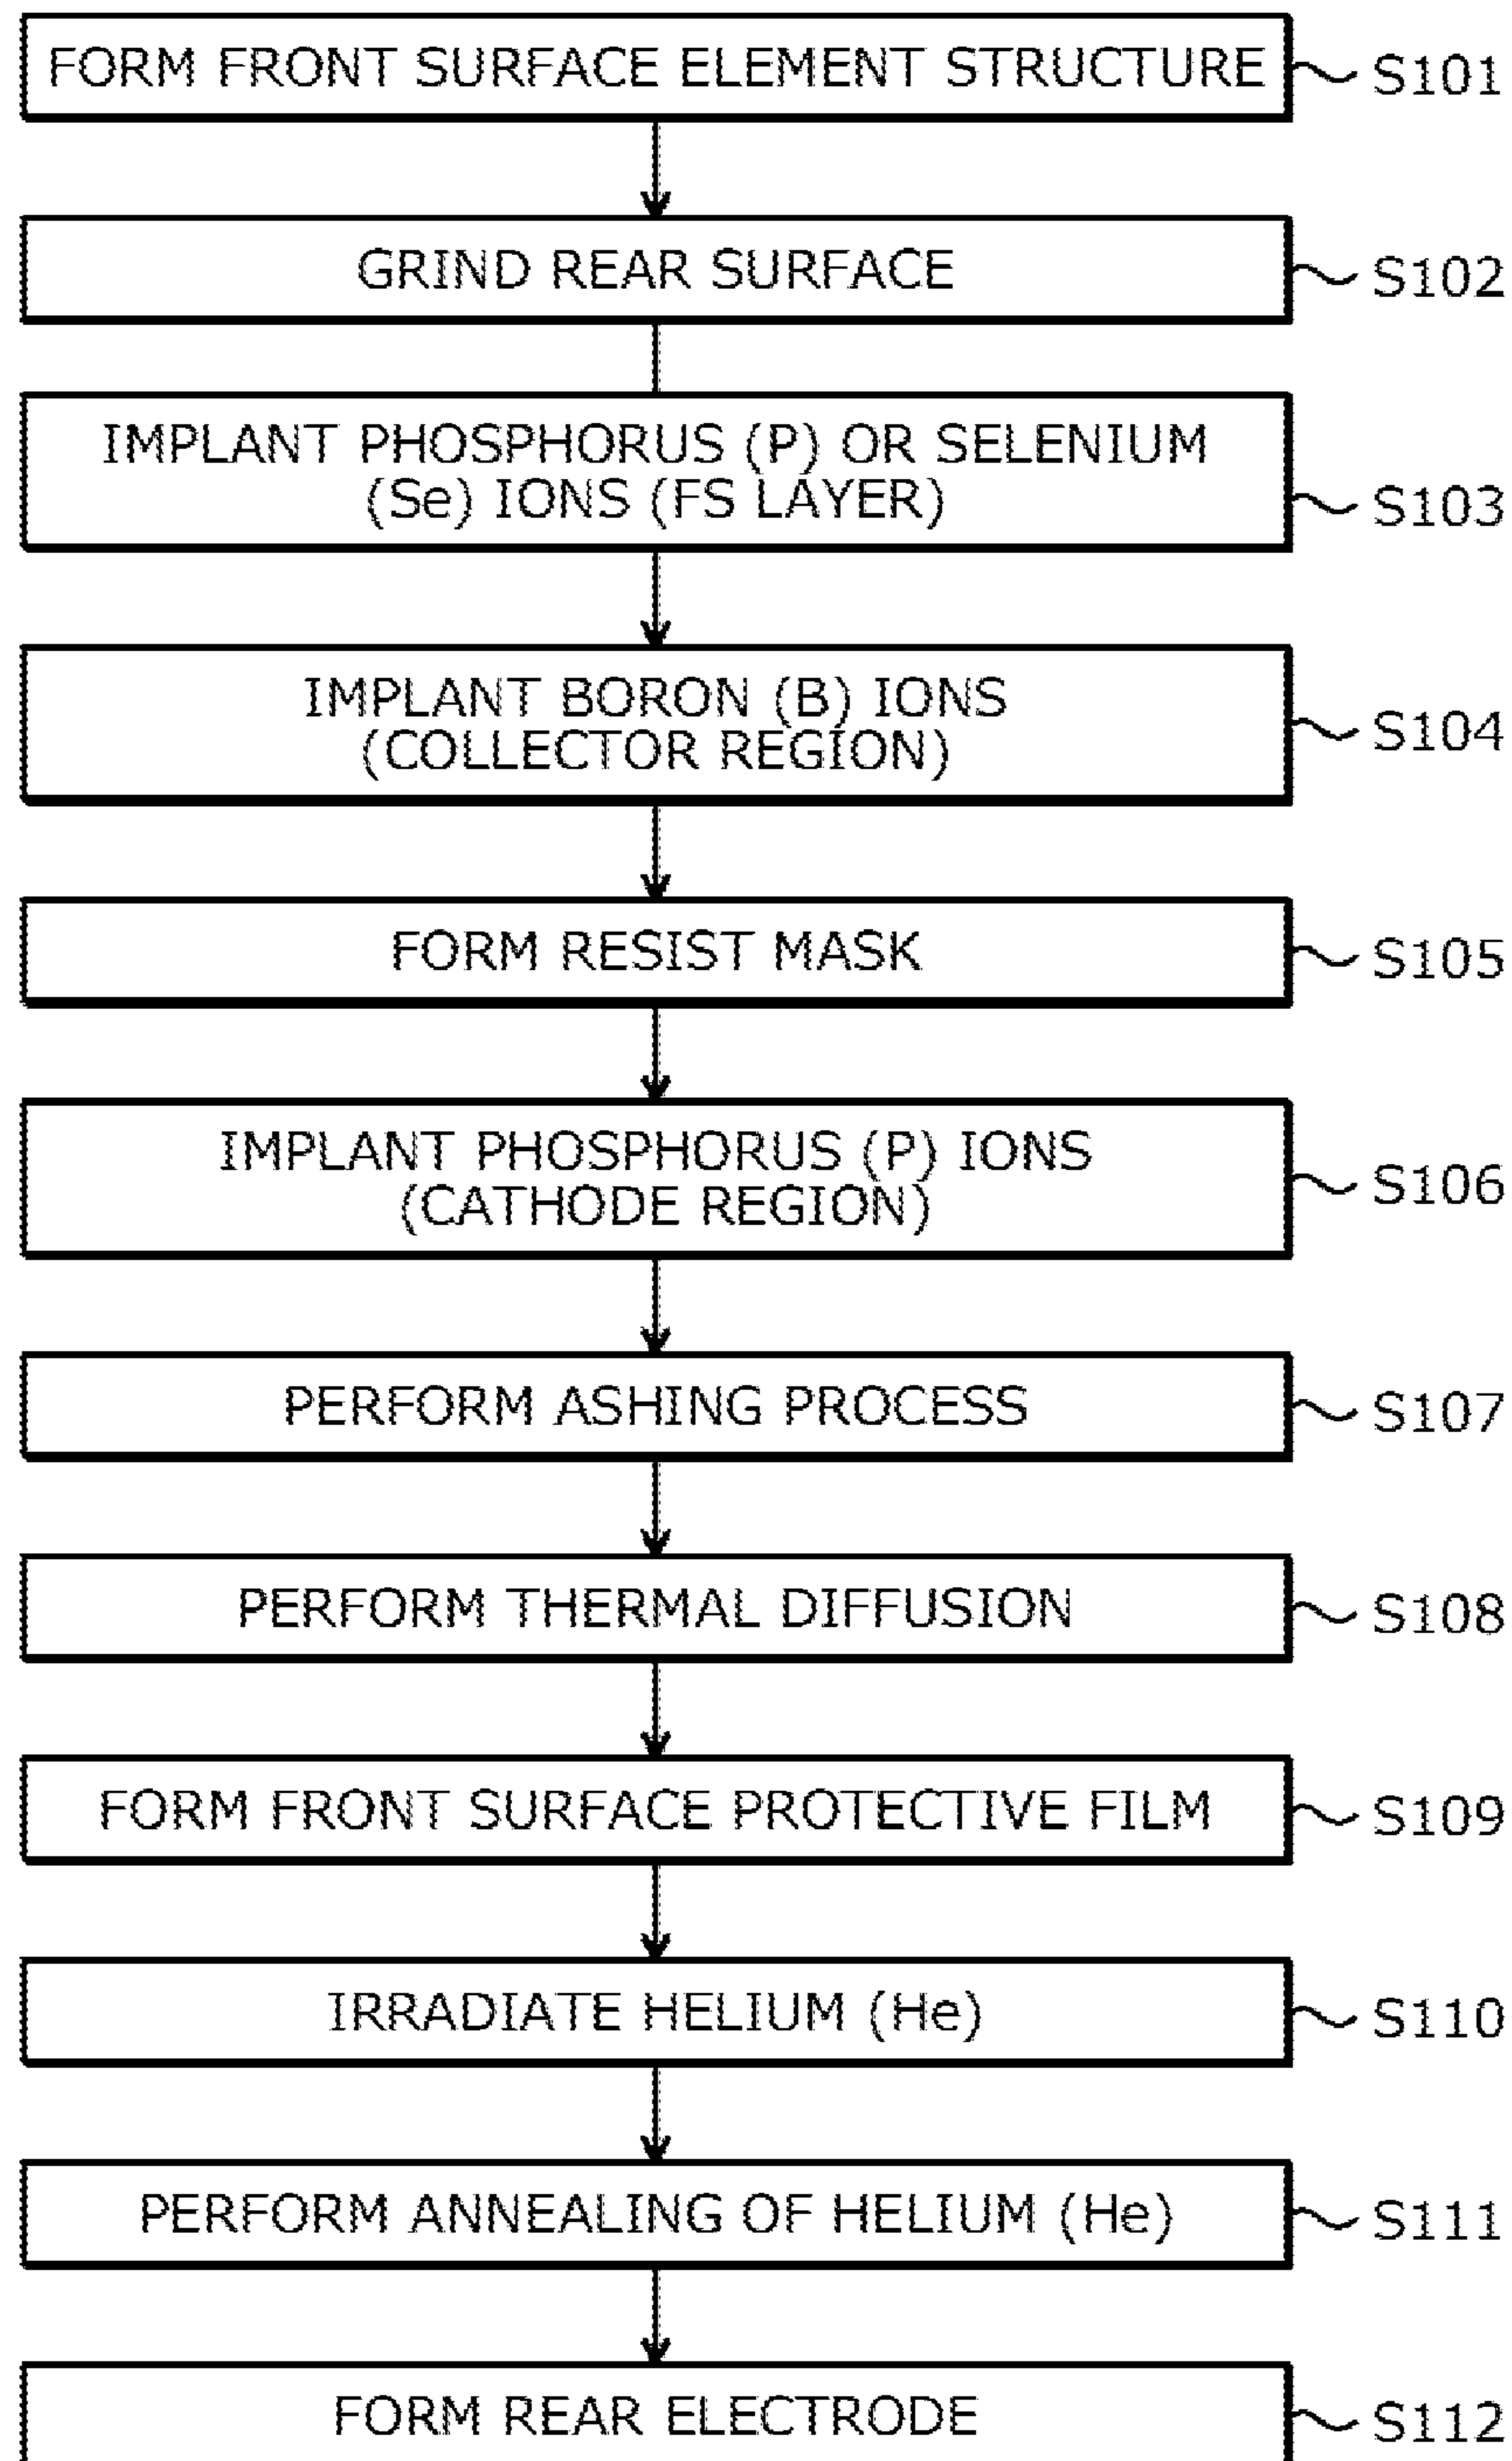 FORM FRONT SURFACE ELEMENT STRUCTURE S101
GRIND REAR SURFACE S102
IMPLANT PHOSPHORUS (P) OR SELENIUM
(Se) IONS (FS LAYER) S103
IMPLANT BORON (B) IONS
(COLLECTOR REGION) S104
FORM RESIST MASK S105
IMPLANT PHOSPHORUS (P) IONS
(CATHODE REGION) S106
PERFORM ASHING PROCESS S107
PERFORM THERMAL DIFFUSION S108
FORM FRONT SURFACE PROTECTIVE FILM S109
IRRADIATE HELIUM (He) S110
PERFORM ANNEALING OF HELIUM (He) S111
FORM REAR ELECTRODE S112